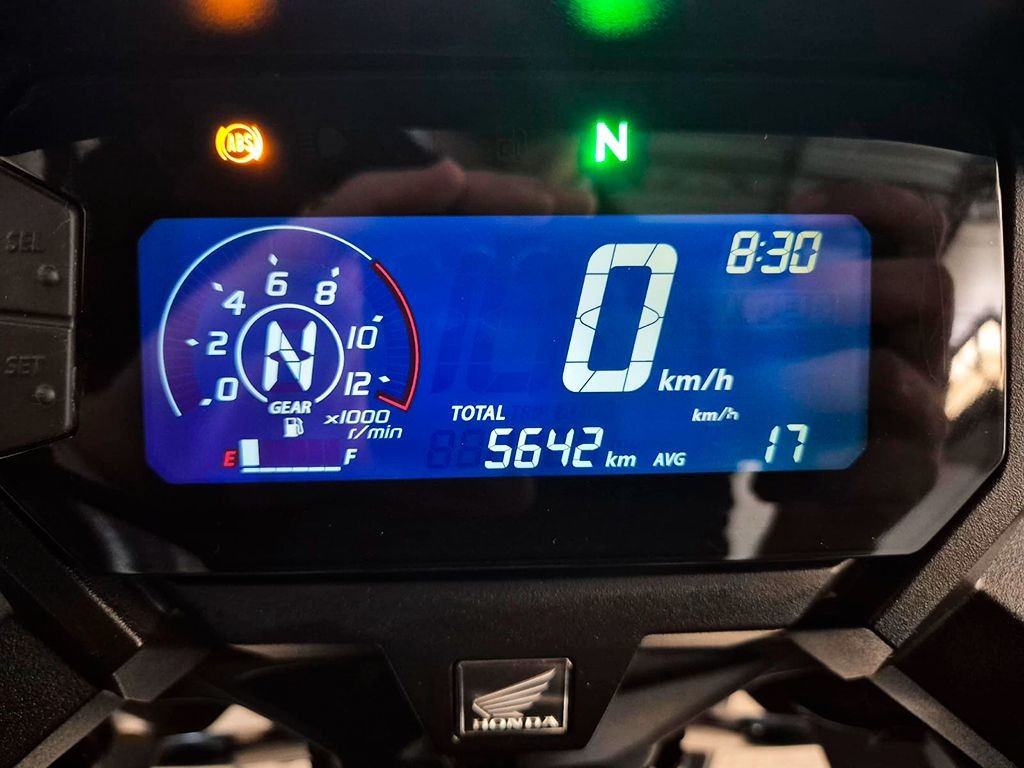 ABS
N
SEL
SET
8:30
0
km/h
0
2
4
6
8
10
12
N
GEAR
x1000
r/min
E
F
TOTAL
5642 km
AVG
km/h
17
HONDA